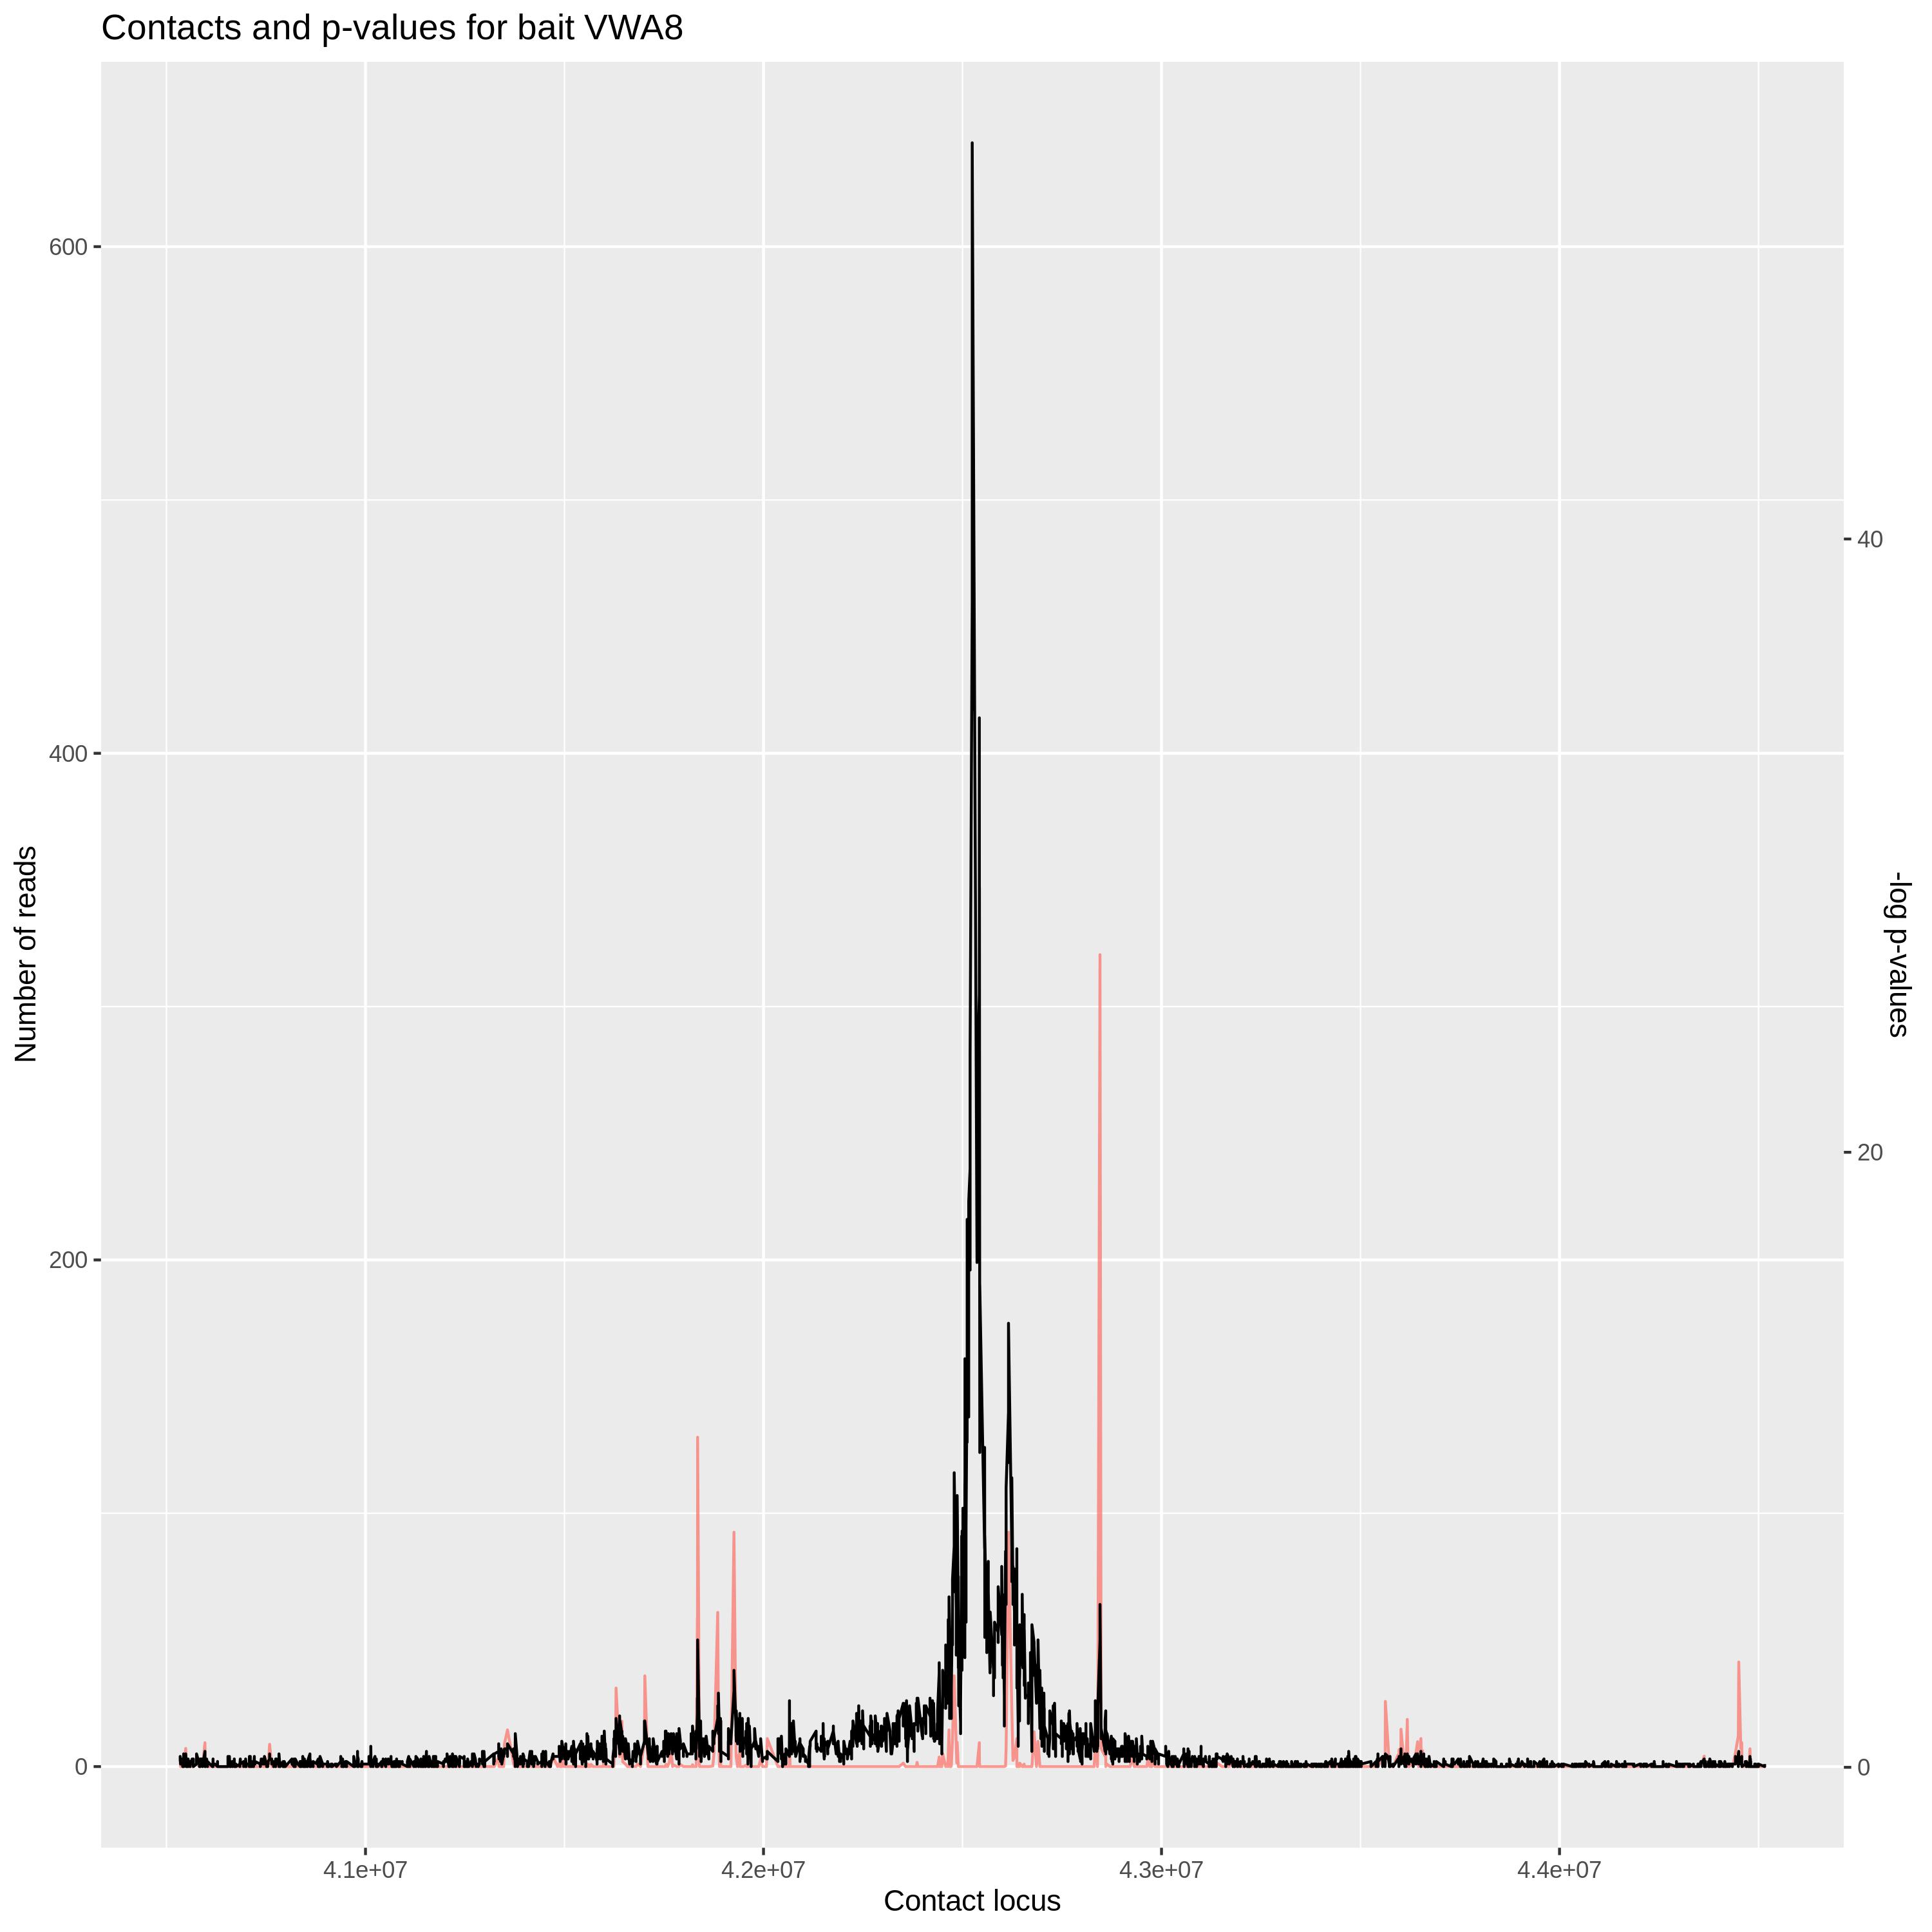 Contacts and p-values for bait VWA8
600
400
200
0
Number of reads
40
20
0
-log p-values
4.1e+07
4.2e+07
4.3e+07
4.4e+07
Contact locus